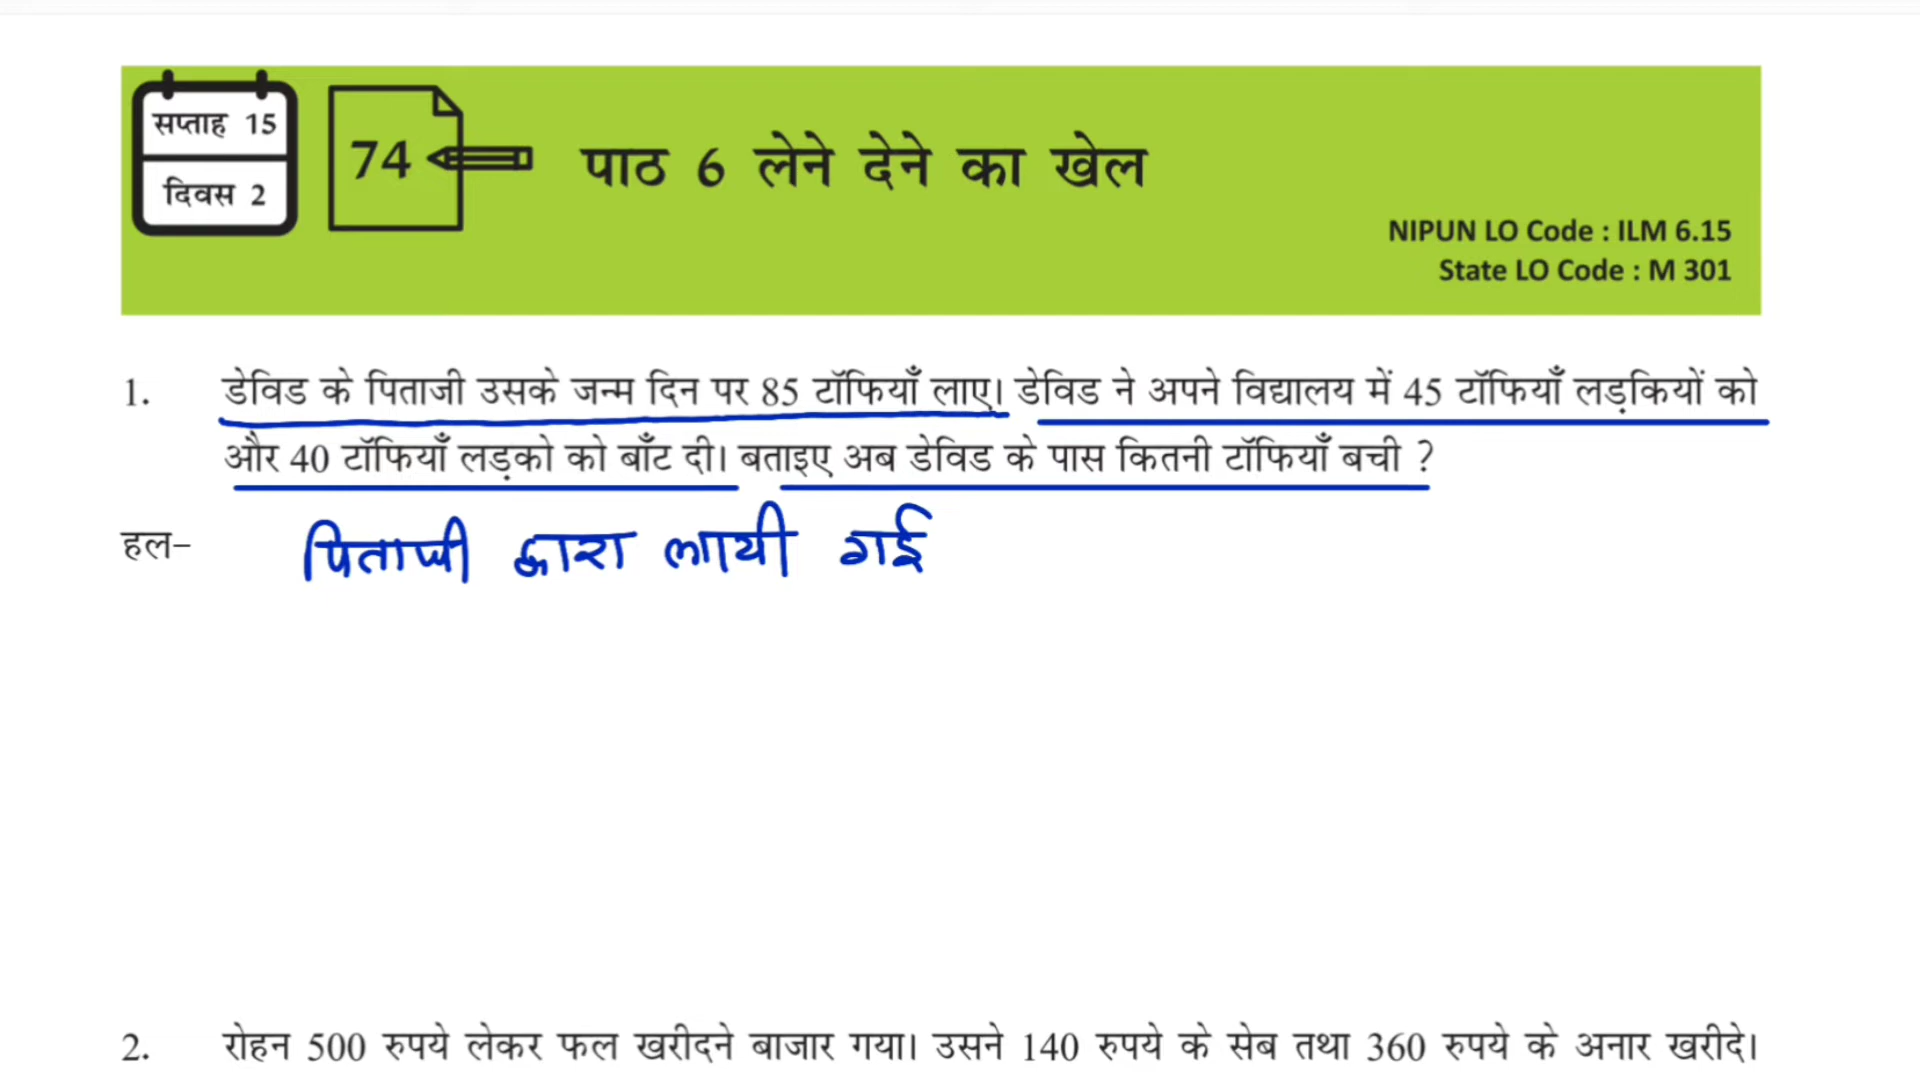 सप्ताह 15
दिवस 2
74
पाठ 6 लेने देने का खेल
NIPUN LO Code : ILM 6.15
State LO Code : M 301
1. डेविड के पिताजी उसके जन्म दिन पर 85 टॉफियाँ लाए। डेविड ने अपने विद्यालय में 45 टॉफियाँ लड़कियों को
और 40 टॉफियाँ लड़को को बाँट दी। बताइए अब डेविड के पास कितनी टॉफियाँ बची ?
हल– पिताजी द्वारा लायी गई
2. रोहन 500 रुपये लेकर फल खरीदने बाजार गया। उसने 140 रुपये के सेब तथा 360 रुपये के अनार खरीदे।